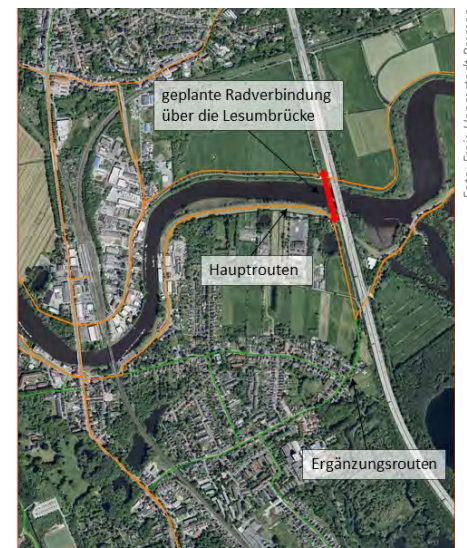 geplante Radverbindung
über die Lesumbrücke
Hauptrouten
Ergänzungsrouten